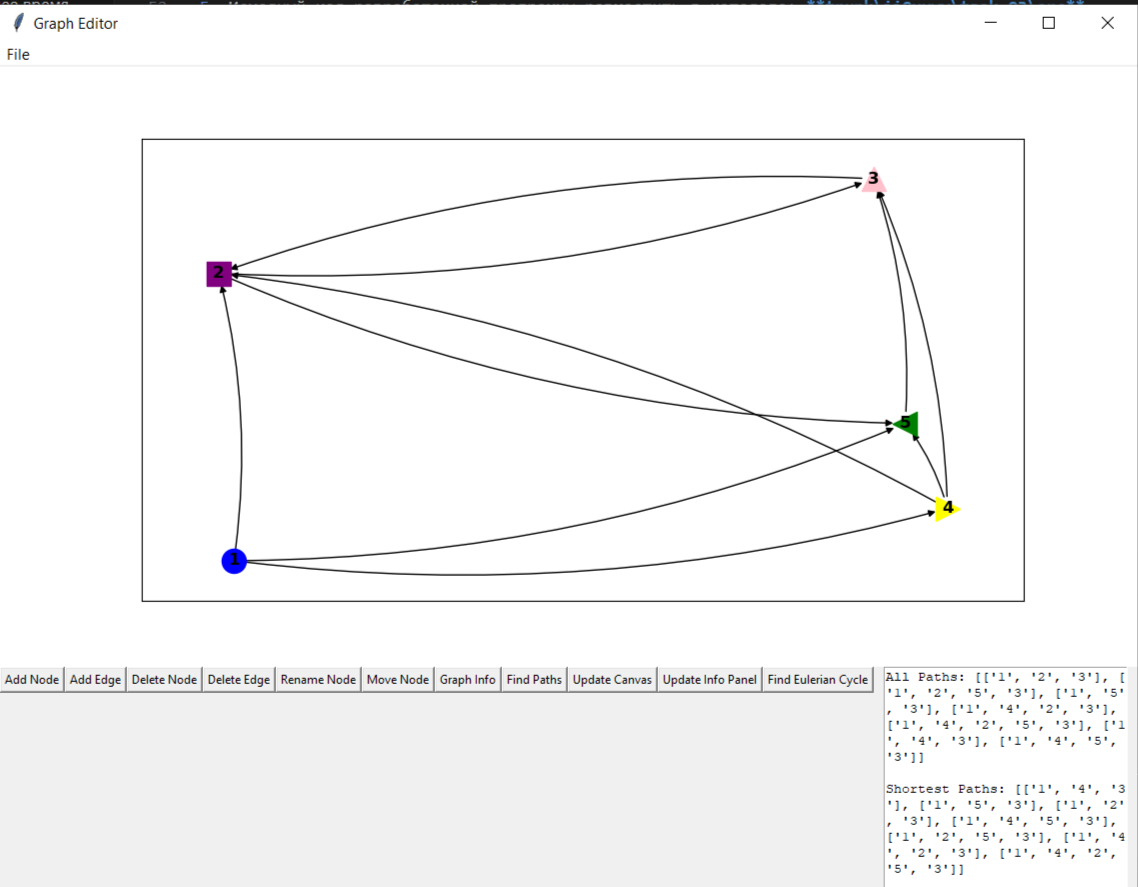 Graph Editor
File
3
2
5
4
1
Add Node Add Edge Delete Node Delete Edge Rename Node Move Node Graph Info Find Paths Update Canvas Update Info Panel Find Eulerian Cycle
All Paths: [['1', '2', '3'], [
'1', '2', '5', '3'], ['1', '5'
, '3'], ['1', '4', '2', '3'],
['1', '4', '2', '5', '3'], ['1
', '4', '3'], ['1', '4', '5',
'3']]
Shortest Paths: [['1', '4', '3
'], ['1', '5', '3'], ['1', '2'
, '3'], ['1', '4', '5', '3'],
['1', '2', '5', '3'], ['1', '4
', '2', '3'], ['1', '4', '2',
'5', '3']]